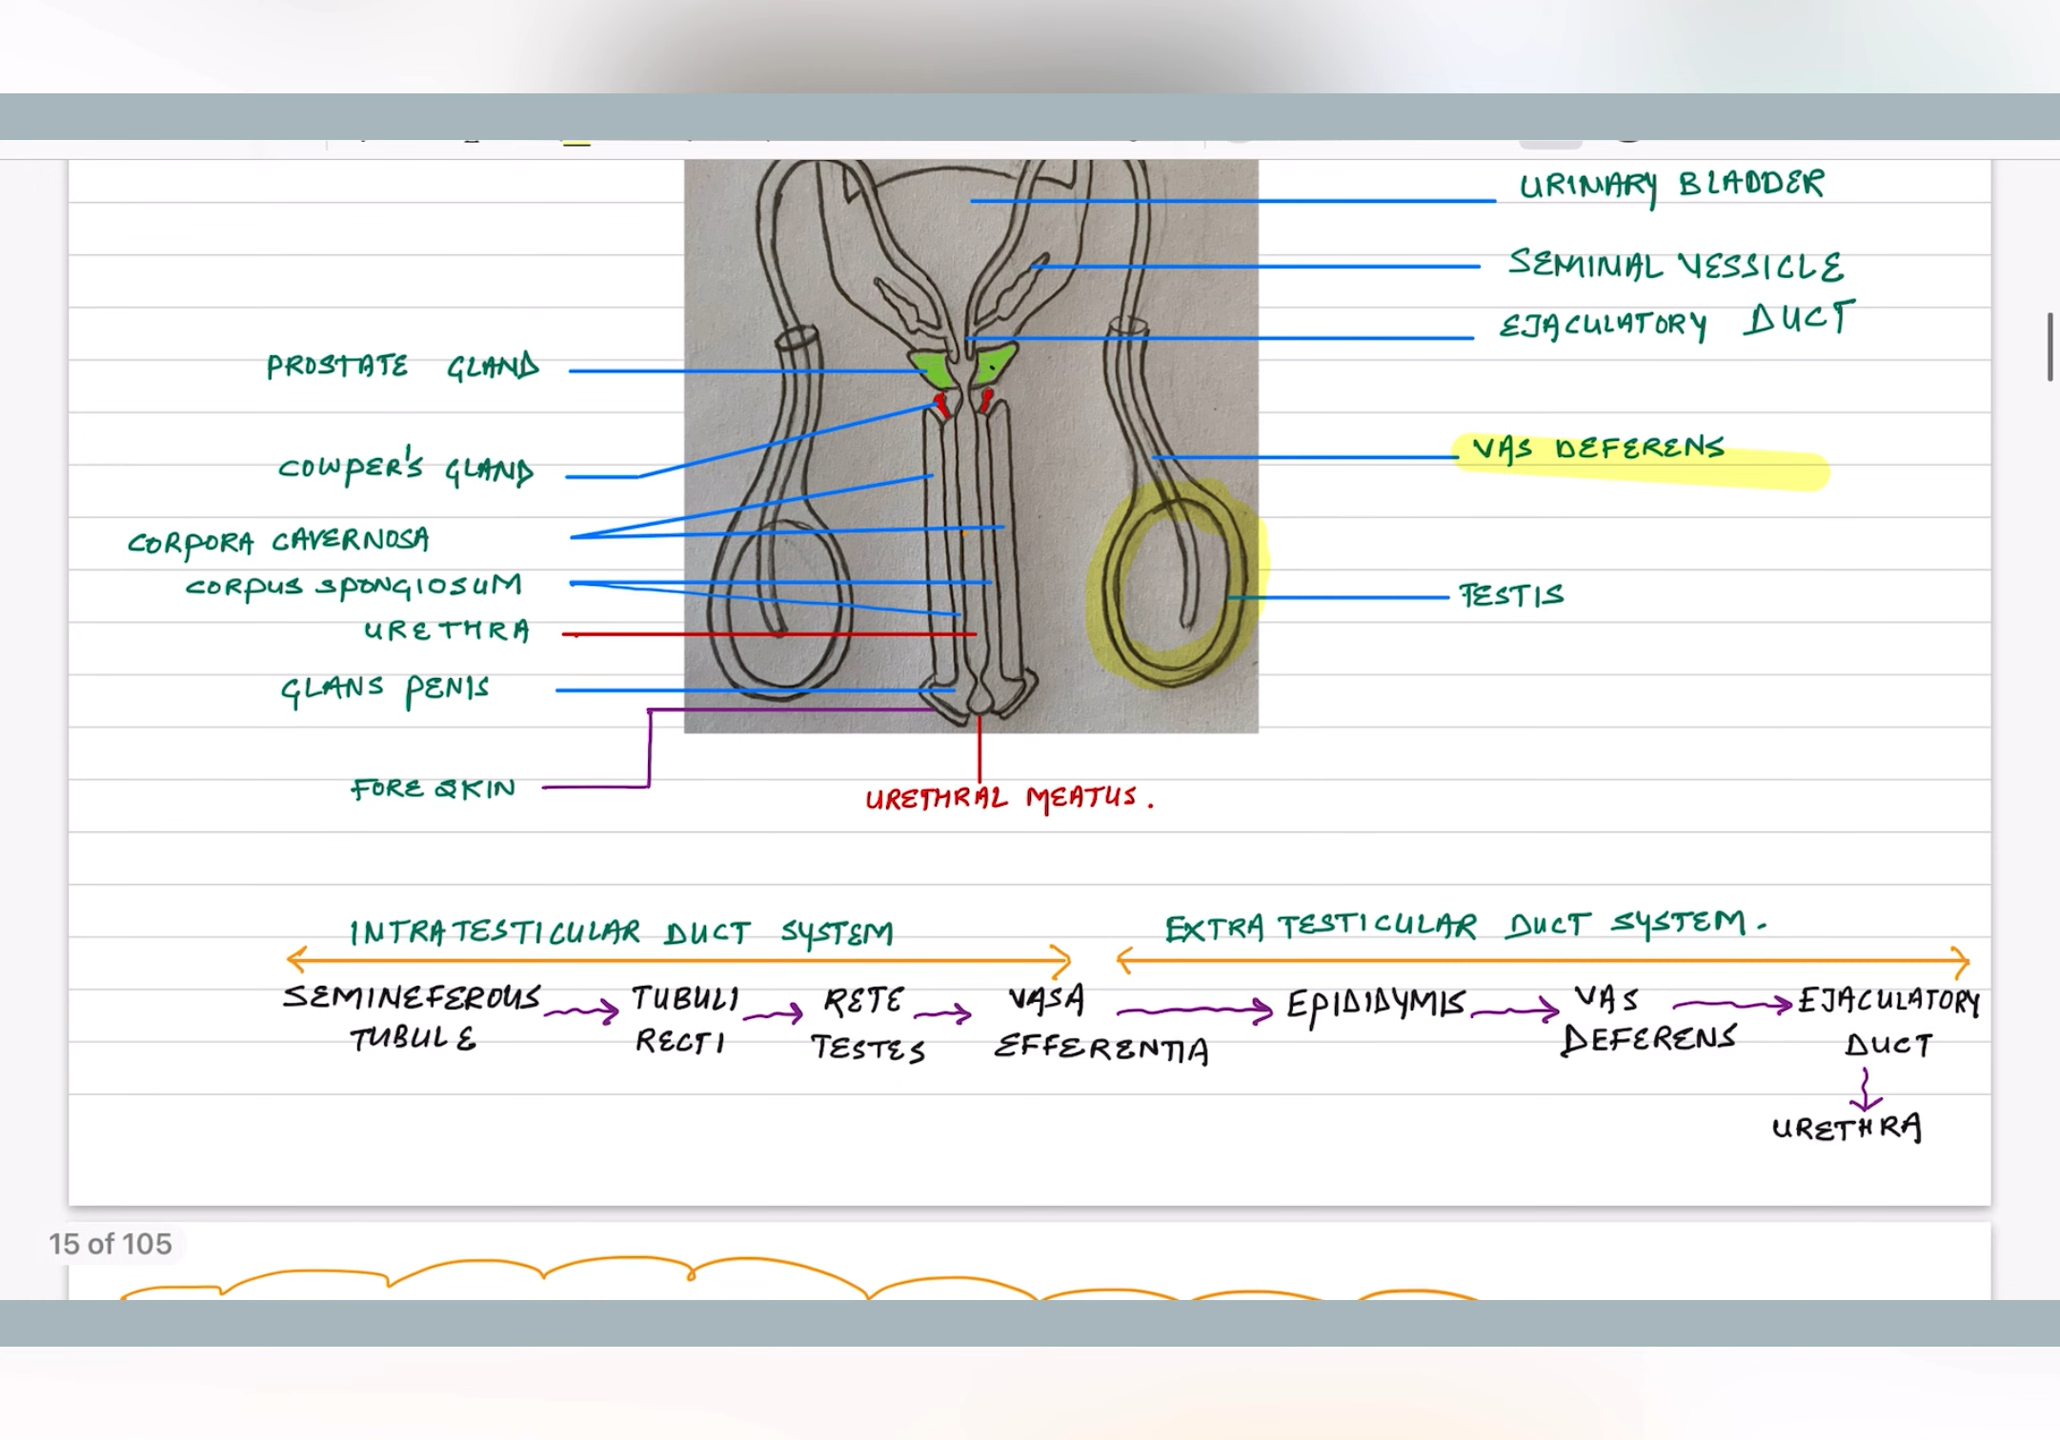 URINARY BLADDER
SEMINAL VESSICLE
EJACULATORY DUCT
PROSTATE GLAND
COWPER'S GLAND
VAS DEFERENS
CORPORA CAVERNOSA
CORPUS SPONGIOSUM
TESTIS
URETHRA
GLANS PENIS
FORE SKIN
URETHRAL MEATUS.
INTRATESTICULAR DUCT SYSTEM
EXTRA TESTICULAR DUCT SYSTEM.
SEMINEFEROUS TUBULE
TUBULI RECTI
RETE TESTES
VASA EFFERENTIA
EPIDIDYMIS
VAS DEFERENS
EJACULATORY DUCT
URETHRA
15 of 105